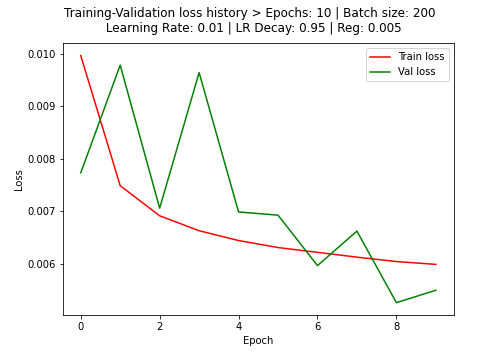 Training-Validation loss history > Epochs: 10 | Batch size: 200
Learning Rate: 0.01 | LR Decay: 0.95 | Reg: 0.005
Train loss
Val loss
0.010
0.009
0.008
0.007
0.006
Loss
0 2 4 6 8
Epoch